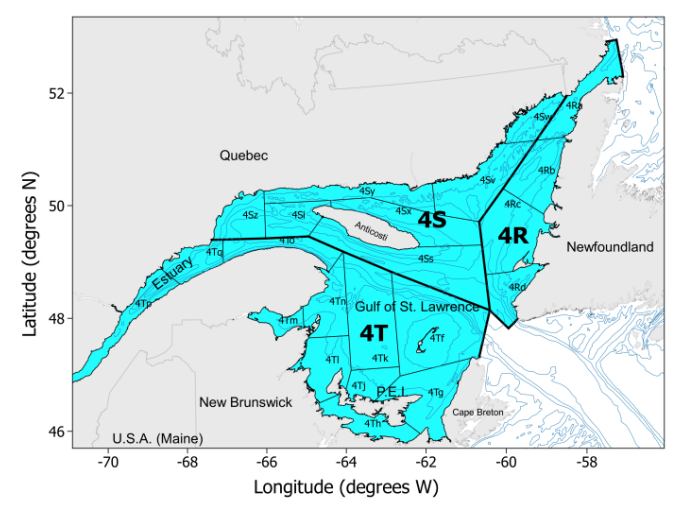 52
50
48
46
Latitude (degrees N)
4Ra
4Sw
Quebec
4Rb
4Sv
4Sy
4Rc
4Sz
4Si
4Sx
4S
Anticosti
4R
Newfoundland
4Tq
4Ss
Estuary
4Rd
4Tp
4Tn
Gulf of St. Lawrence
4Tm
4T
4Tf
4Tl
4Tk
4Tj
P.E.I.
4Tg
New Brunswick
Cape Breton
4Th
U.S.A. (Maine)
-70
-68
-66
-64
-62
-60
-58
Longitude (degrees W)